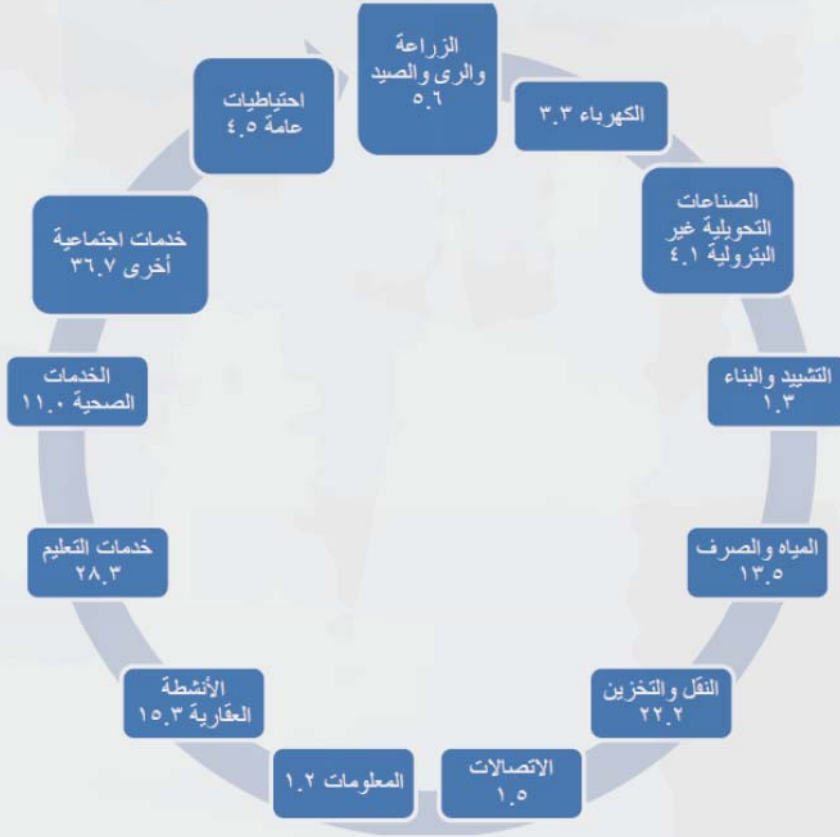 الزراعة
والرى والصيد
٥.٦
الكهرباء ٣.٣
الصناعات
التحويلية غير
البترولية ٤.١
التشييد والبناء
١.٣
المياه والصرف
١٣.٥
النقل والتخزين
٢٢.٢
الاتصالات
١.٥
المعلومات ١.٢
الأنشطة
العقارية ١٥.٣
خدمات التعليم
٢٨.٣
الخدمات
الصحية ١١.٠
خدمات اجتماعية
أخرى ٣٦.٧
احتياطيات
عامة ٤.٥